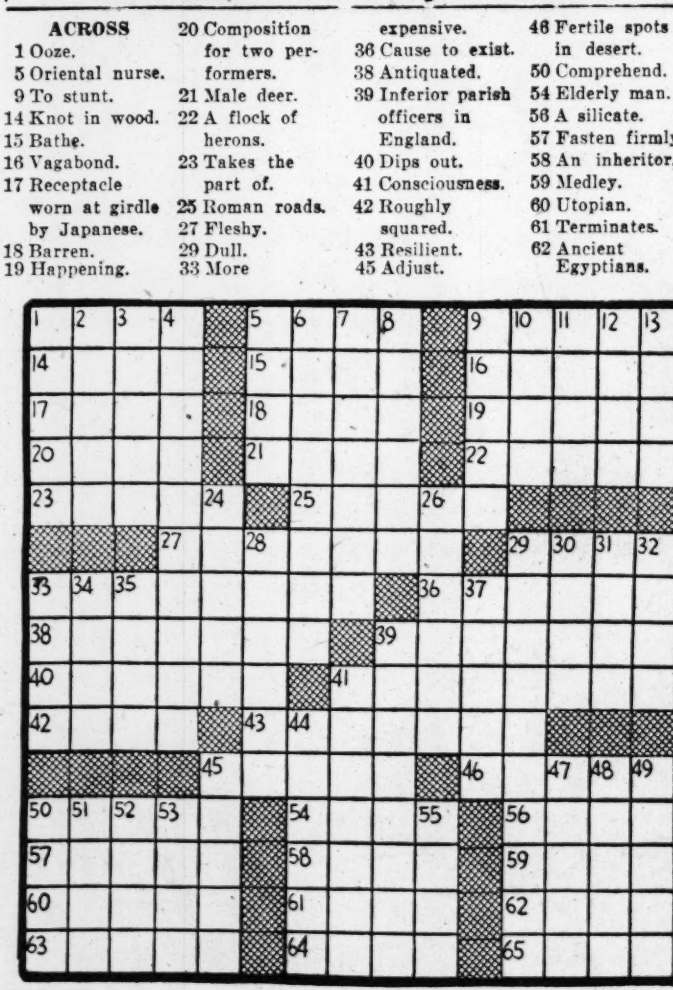 ACROSS
1 Ooze.
5 Oriental nurse.
9 To stunt.
14 Knot in wood.
15 Bathe.
16 Vagabond.
17 Receptacle
worn at girdle
by Japanese.
18 Barren.
19 Happening.
20 Composition
for two per-
formers.
21 Male deer.
22 A flock of
herons.
23 Takes the
part of.
25 Roman roads.
27 Fleshy.
29 Dull.
33 More
expensive.
36 Cause to exist.
38 Antiquated.
39 Inferior parish
officers in
England.
40 Dips out.
41 Consciousness.
42 Roughly
squared.
43 Resilient.
45 Adjust.
46 Fertile spots
in desert.
50 Comprehend.
54 Elderly man.
56 A silicate.
57 Fasten firmly
58 An inheritor.
59 Medley.
60 Utopian.
61 Terminates.
62 Ancient
Egyptians.
1 2 3 4 5 6 7 8 9 10 11 12 13
14 15 16
17 18 19
20 21 22
23 24 25 26
27 28 29 30 31 32
33 34 35 36 37
38 39
40 41
42 43 44
45 46 47 48 49
50 51 52 53 54 55 56
57 58 59
60 61 62
63 64 65